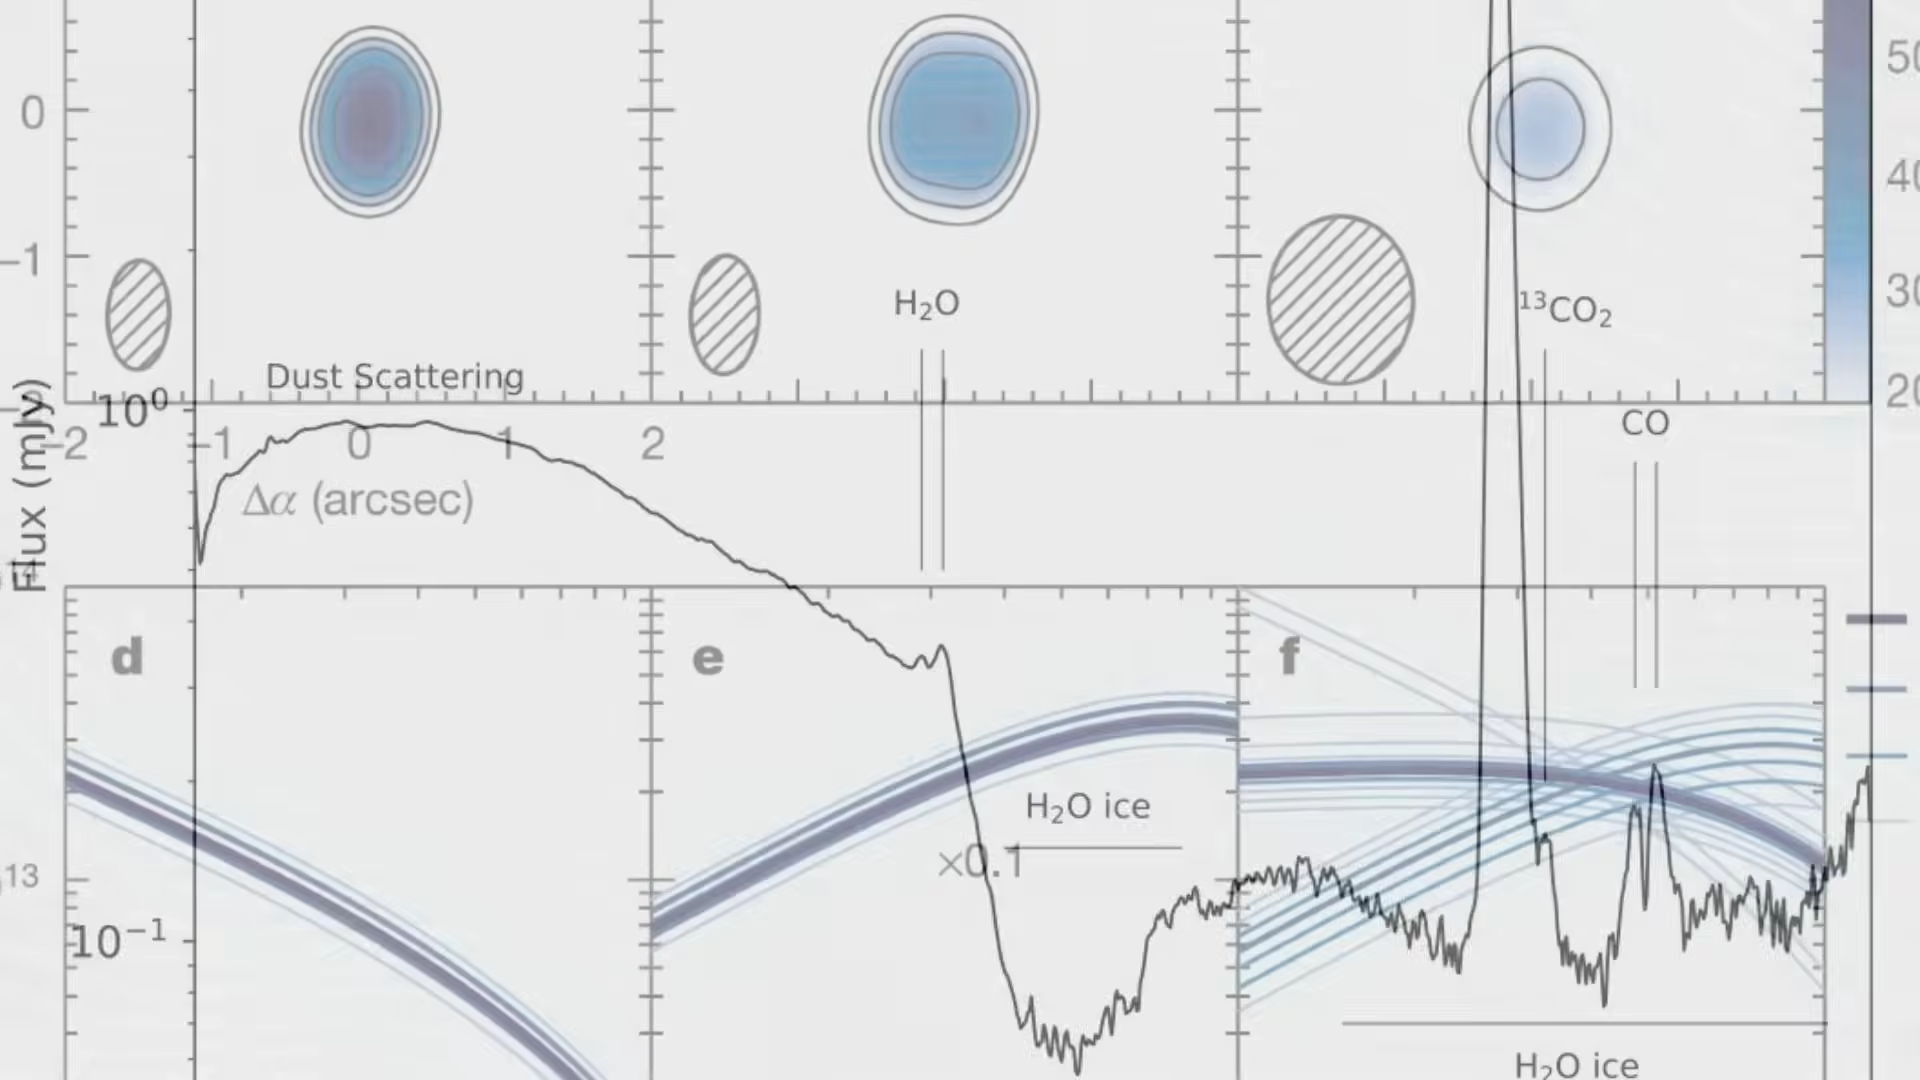 50
0
40
−1
H₂O
¹³CO₂
30
Dust Scattering
20
10⁰
CO
−2
−1
0
1
2
Δα (arcsec)
Flux (mJy)
d
e
f
H₂O ice
×0.1
13
10⁻¹
H₂O ice